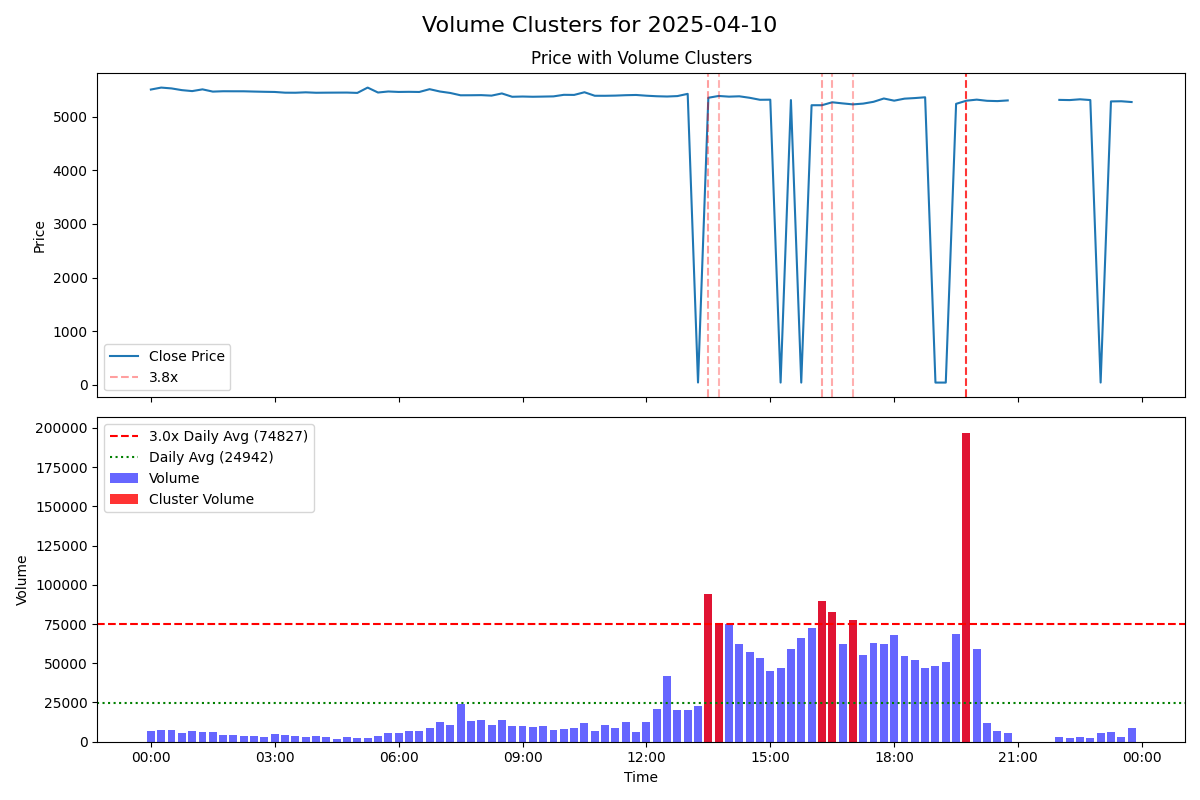 Volume Clusters for 2025-04-10
Price with Volume Clusters
Price
5000
4000
3000
2000
1000
0
Close Price
3.8x
Volume
200000
175000
150000
125000
100000
75000
50000
25000
0
3.0x Daily Avg (74827)
Daily Avg (24942)
Volume
Cluster Volume
00:00 03:00 06:00 09:00 12:00 15:00 18:00 21:00 00:00
Time